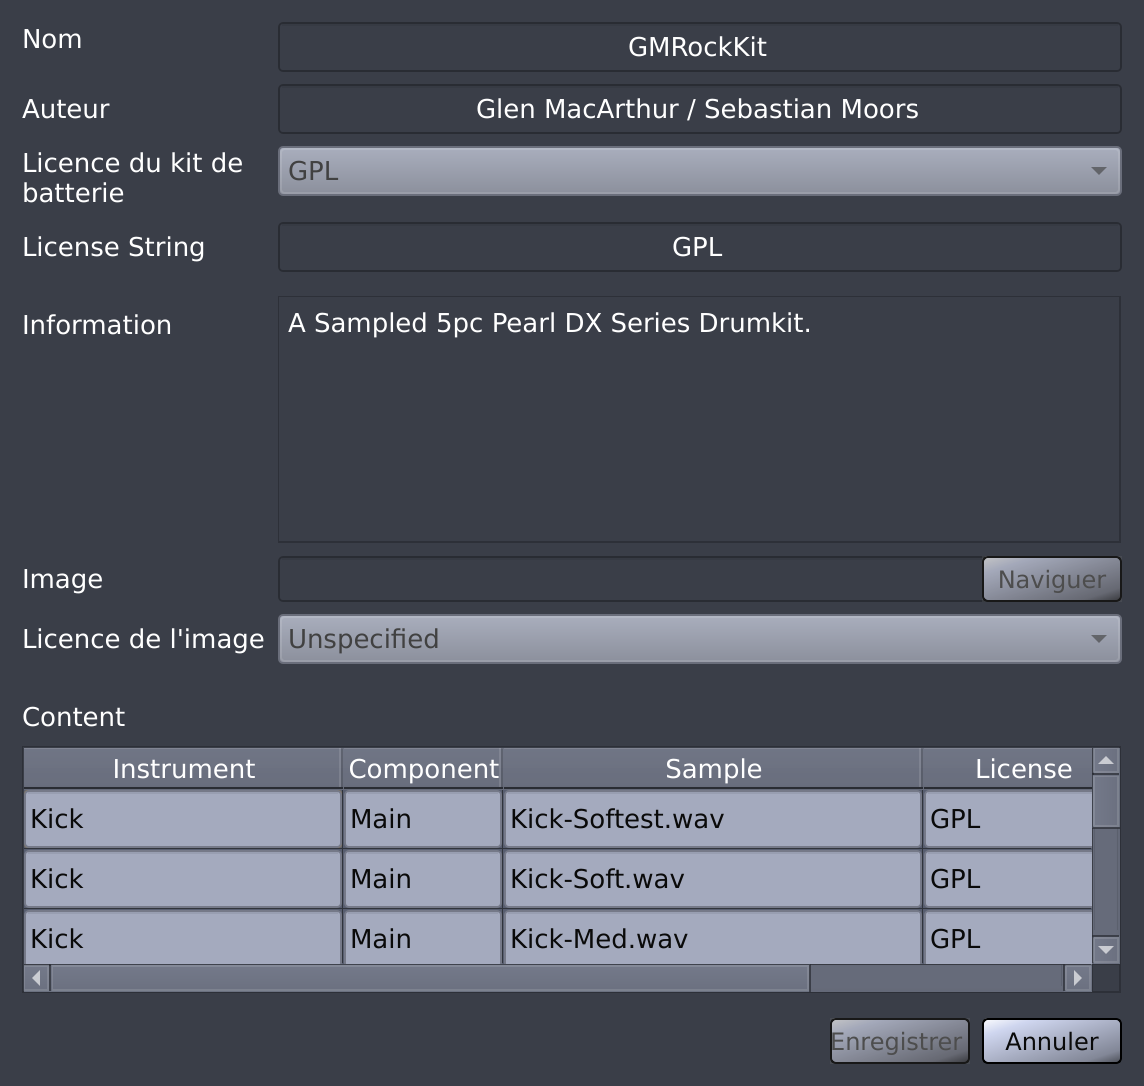 Nom
GMRockKit
Auteur
Glen MacArthur / Sebastian Moors
Licence du kit de
batterie
GPL
License String
GPL
Information
A Sampled 5pc Pearl DX Series Drumkit.
Image
Naviguer
Licence de l'image
Unspecified
Content
Instrument Component Sample License
Kick Main Kick-Softest.wav GPL
Kick Main Kick-Soft.wav GPL
Kick Main Kick-Med.wav GPL
Enregistrer Annuler